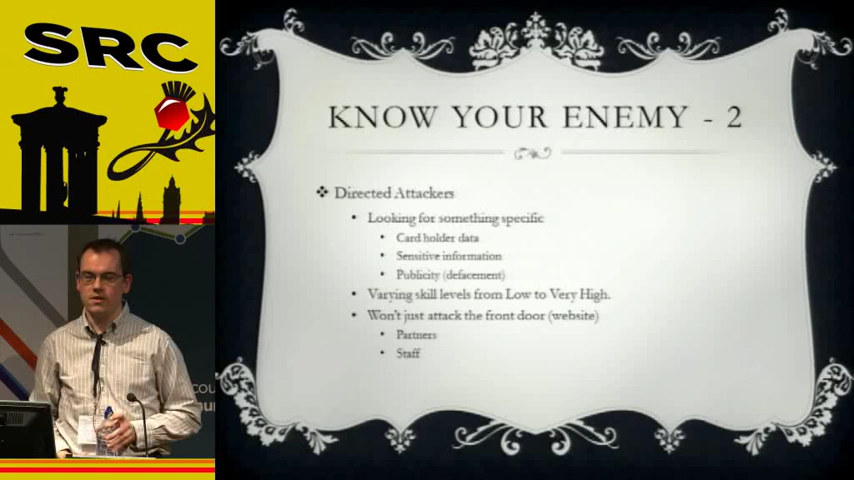 SRC
KNOW YOUR ENEMY - 2
Directed Attackers
Looking for something specific
Card holder data
Sensitive information
Publicity (defacement)
Varying skill levels from Low to Very High.
Won't just attack the front door (website)
Partners
Staff